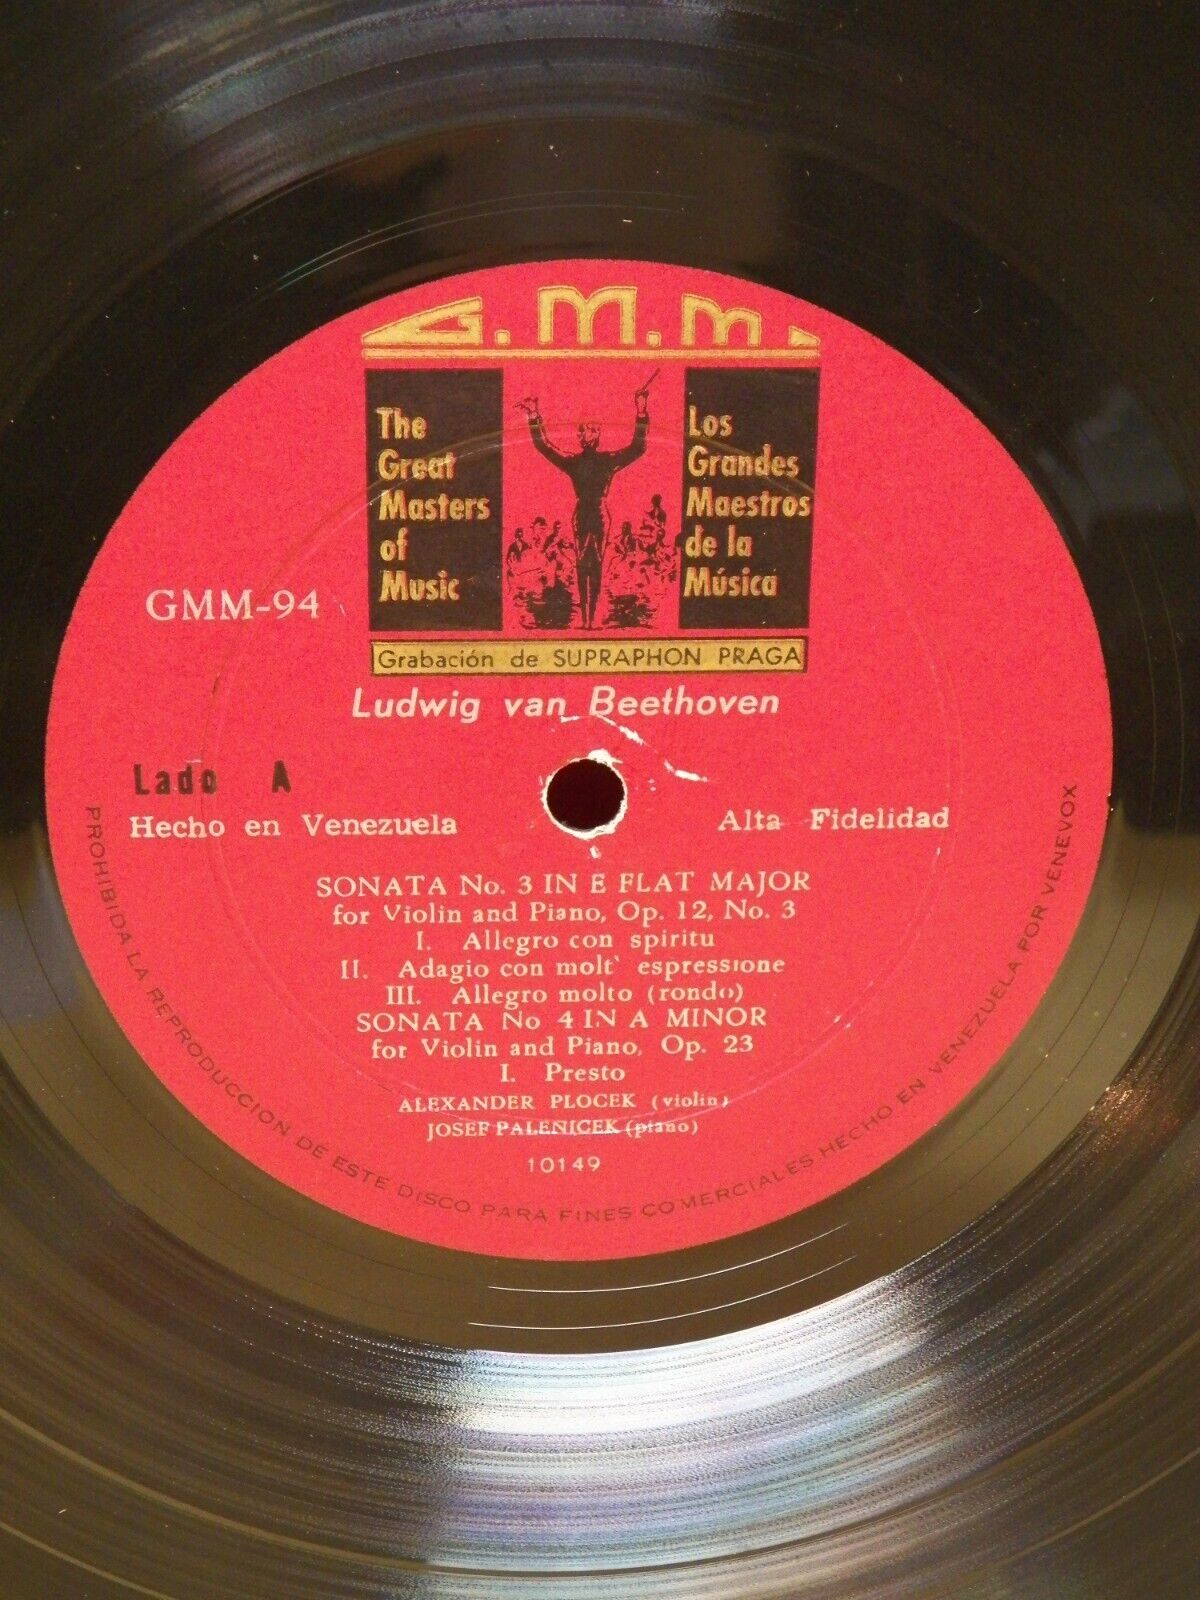 G. M. M.
The
Great
Masters
of
Music
Los
Grandes
Maestros
de la
Música
GMM-94
Grabación de SUPRAPHON PRAGA
Ludwig van Beethoven
Lado A
Hecho en Venezuela
Alta Fidelidad
SONATA No. 3 IN E FLAT MAJOR
for Violin and Piano, Op. 12, No. 3
I. Allegro con spiritu
II. Adagio con molt' espressione
III. Allegro molto (rondo)
SONATA No 4 IN A MINOR
for Violin and Piano, Op. 23
I. Presto
ALEXANDER PLOCEK (violin)
JOSEF PALENICEK (piano)
10149
PROHIBIDA LA REPRODUCCION DE ESTE DISCO PARA FINES COMERCIALES HECHO EN VENEZUELA POR VENEVOX